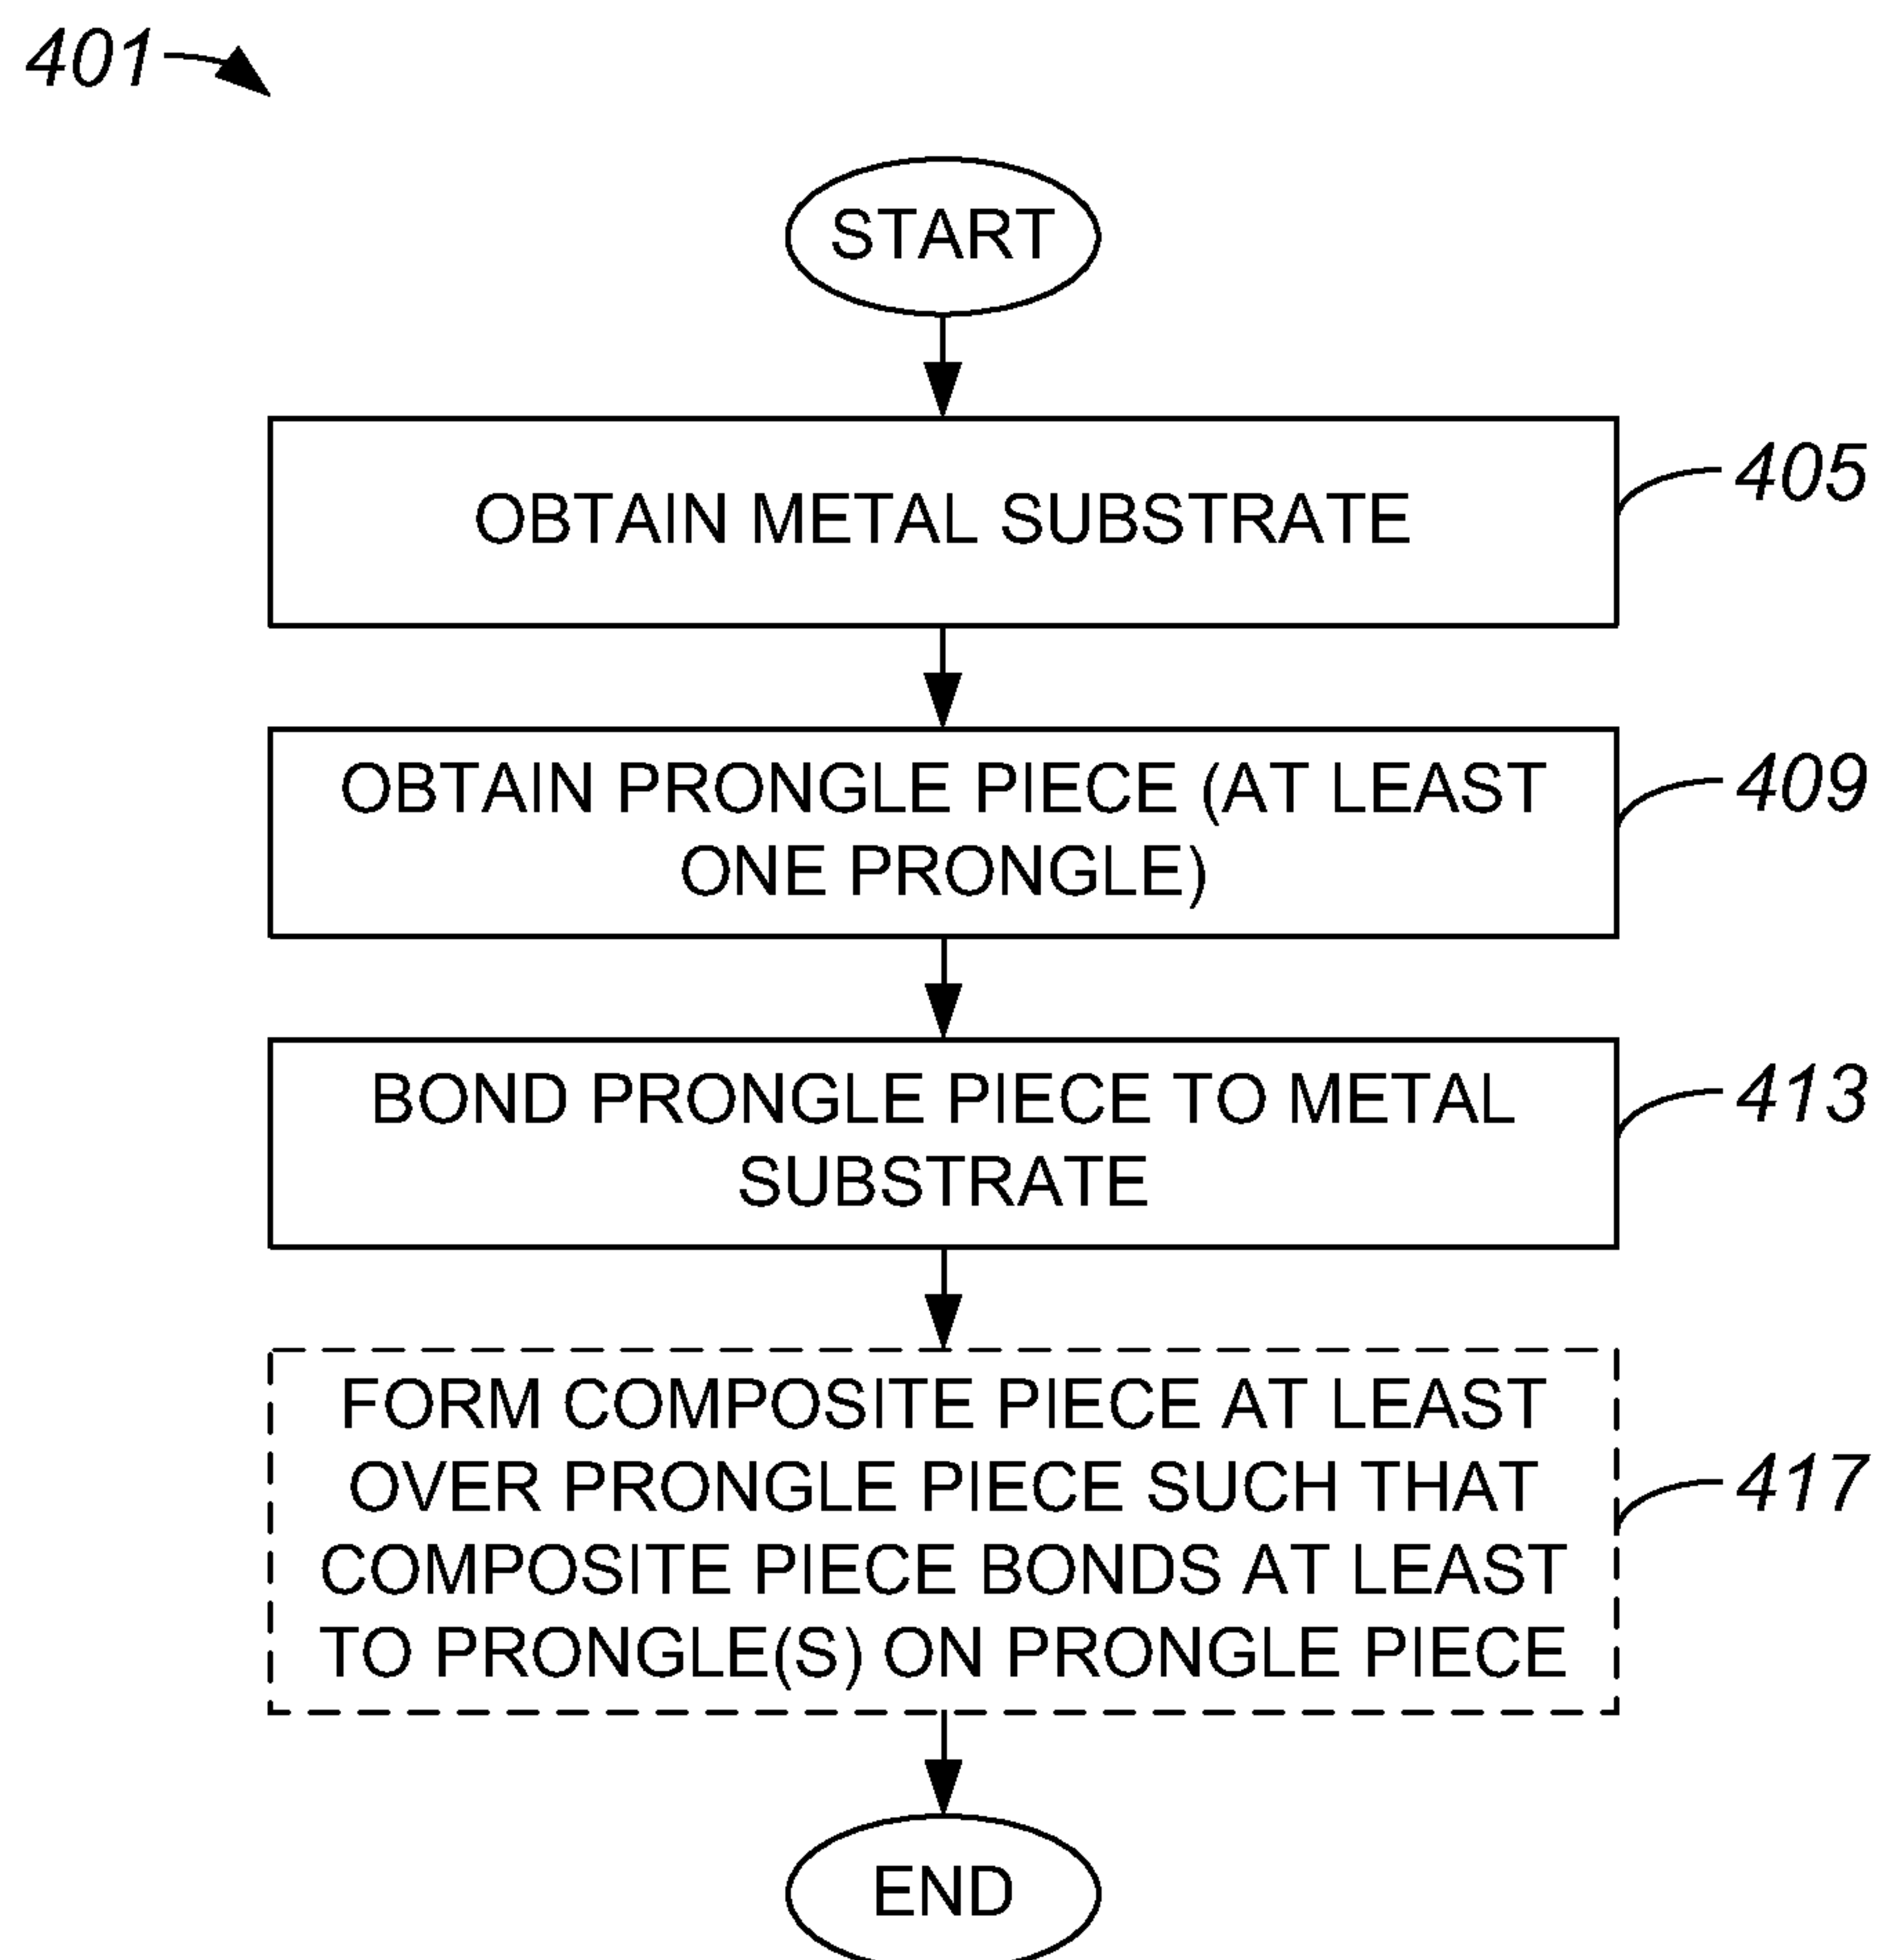 401
START
OBTAIN METAL SUBSTRATE
405
OBTAIN PRONGLE PIECE (AT LEAST
ONE PRONGLE)
409
BOND PRONGLE PIECE TO METAL
SUBSTRATE
413
FORM COMPOSITE PIECE AT LEAST
OVER PRONGLE PIECE SUCH THAT
COMPOSITE PIECE BONDS AT LEAST
TO PRONGLE(S) ON PRONGLE PIECE
417
END